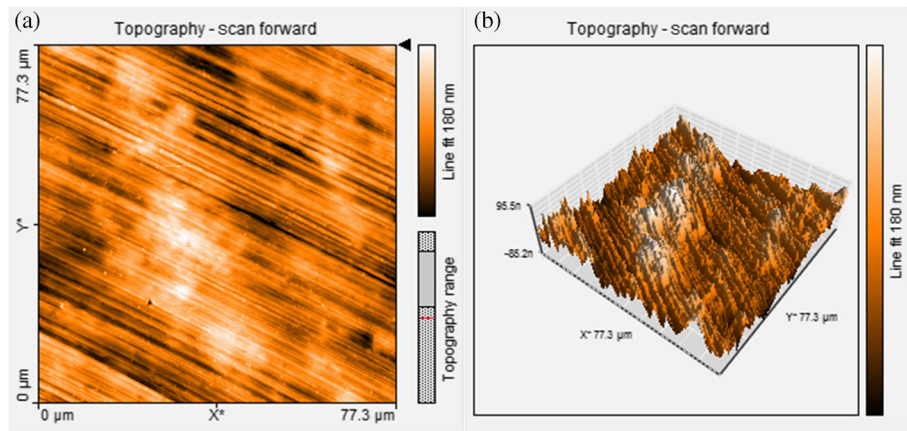 (a)
Topography - scan forward
77.3 µm
Y*
0 µm
0 µm
X*
77.3 µm
Line fit 180 nm
Topography range
(b)
Topography - scan forward
95.5n
-85.2n
X* 77.3 µm
Y* 77.3 µm
Line fit 180 nm